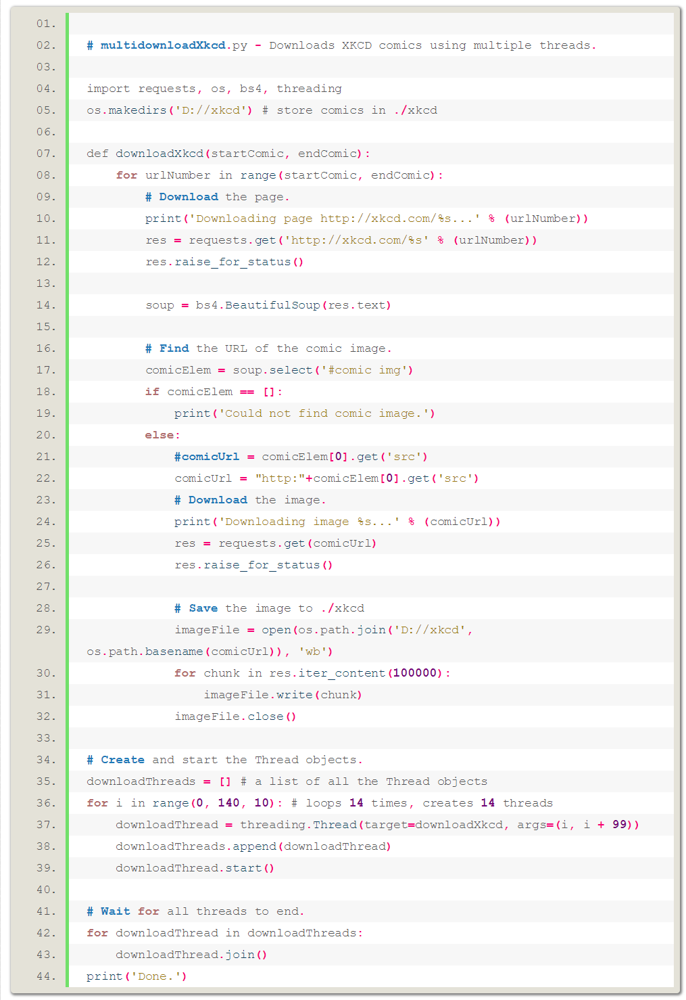 01.
02. # multidownloadXkcd.py - Downloads XKCD comics using multiple threads.
03.
04. import requests, os, bs4, threading
05. os.makedirs('D://xkcd') # store comics in ./xkcd
06.
07. def downloadXkcd(startComic, endComic):
08.     for urlNumber in range(startComic, endComic):
09.         # Download the page.
10.         print('Downloading page http://xkcd.com/%s...' % (urlNumber))
11.         res = requests.get('http://xkcd.com/%s' % (urlNumber))
12.         res.raise_for_status()
13.
14.         soup = bs4.BeautifulSoup(res.text)
15.
16.         # Find the URL of the comic image.
17.         comicElem = soup.select('#comic img')
18.         if comicElem == []:
19.             print('Could not find comic image.')
20.         else:
21.             #comicUrl = comicElem[0].get('src')
22.             comicUrl = "http:"+comicElem[0].get('src')
23.             # Download the image.
24.             print('Downloading image %s...' % (comicUrl))
25.             res = requests.get(comicUrl)
26.             res.raise_for_status()
27.
28.             # Save the image to ./xkcd
29.             imageFile = open(os.path.join('D://xkcd',
os.path.basename(comicUrl)), 'wb')
30.             for chunk in res.iter_content(100000):
31.                 imageFile.write(chunk)
32.             imageFile.close()
33.
34. # Create and start the Thread objects.
35. downloadThreads = [] # a list of all the Thread objects
36. for i in range(0, 140, 10): # loops 14 times, creates 14 threads
37.     downloadThread = threading.Thread(target=downloadXkcd, args=(i, i + 99))
38.     downloadThreads.append(downloadThread)
39.     downloadThread.start()
40.
41. # Wait for all threads to end.
42. for downloadThread in downloadThreads:
43.     downloadThread.join()
44. print('Done.')